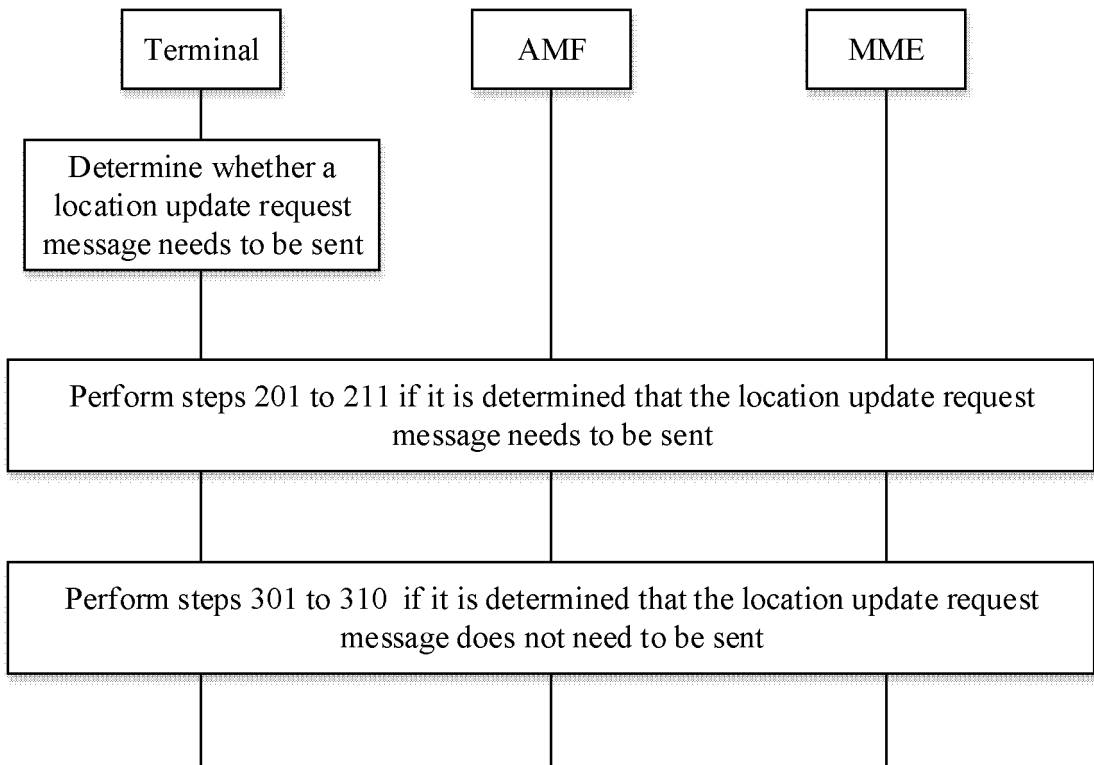 Terminal
AMF
MME
Determine whether a
location update request
message needs to be sent
Perform steps 201 to 211 if it is determined that the location update request
message needs to be sent
Perform steps 301 to 310 if it is determined that the location update request
message does not need to be sent